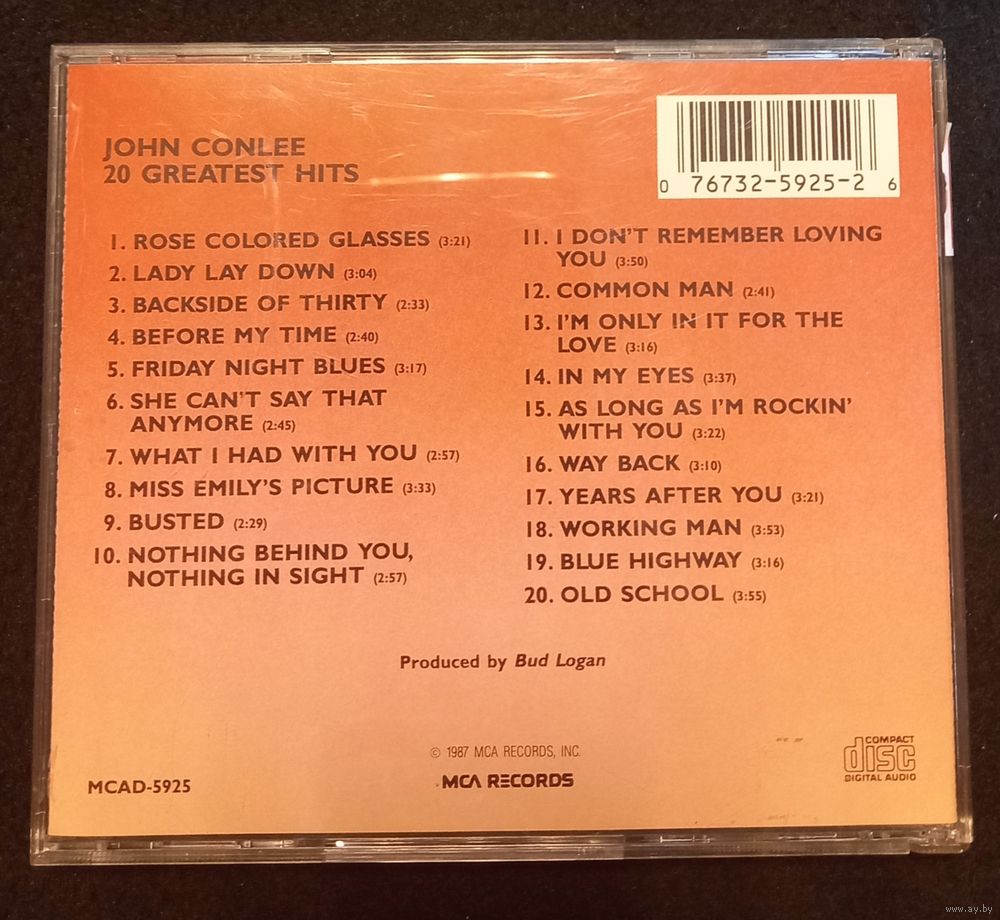 JOHN CONLEE
20 GREATEST HITS
0 76732-5925-2 6
1. ROSE COLORED GLASSES (3:21)
2. LADY LAY DOWN (3:04)
3. BACKSIDE OF THIRTY (2:33)
4. BEFORE MY TIME (2:40)
5. FRIDAY NIGHT BLUES (3:17)
6. SHE CAN'T SAY THAT
ANYMORE (2:45)
7. WHAT I HAD WITH YOU (2:57)
8. MISS EMILY'S PICTURE (3:33)
9. BUSTED (2:29)
10. NOTHING BEHIND YOU,
NOTHING IN SIGHT (2:57)
11. I DON'T REMEMBER LOVING
YOU (3:50)
12. COMMON MAN (2:41)
13. I'M ONLY IN IT FOR THE
LOVE (3:16)
14. IN MY EYES (3:37)
15. AS LONG AS I'M ROCKIN'
WITH YOU (3:22)
16. WAY BACK (3:10)
17. YEARS AFTER YOU (3:21)
18. WORKING MAN (3:53)
19. BLUE HIGHWAY (3:16)
20. OLD SCHOOL (3:55)
Produced by Bud Logan
© 1987 MCA RECORDS, INC.
MCA RECORDS
MCAD-5925
COMPACT
disc
DIGITAL AUDIO
www.ay.by